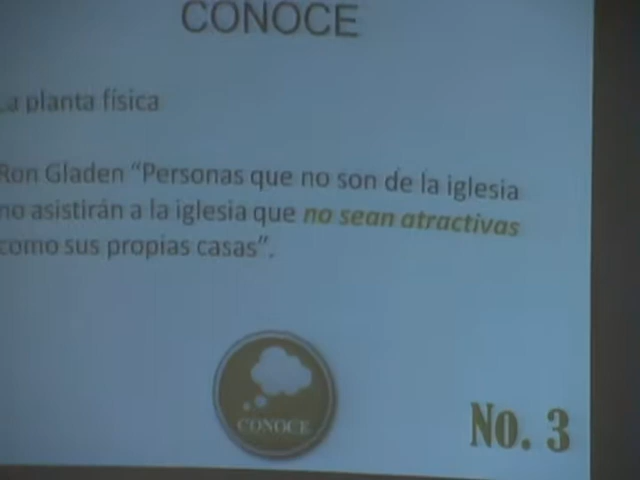 CONOCE
La planta física
Ron Gladen “Personas que no son de la iglesia
no asistirán a la iglesia que no sean atractivas
como sus propias casas”.
CONOCE
No. 3